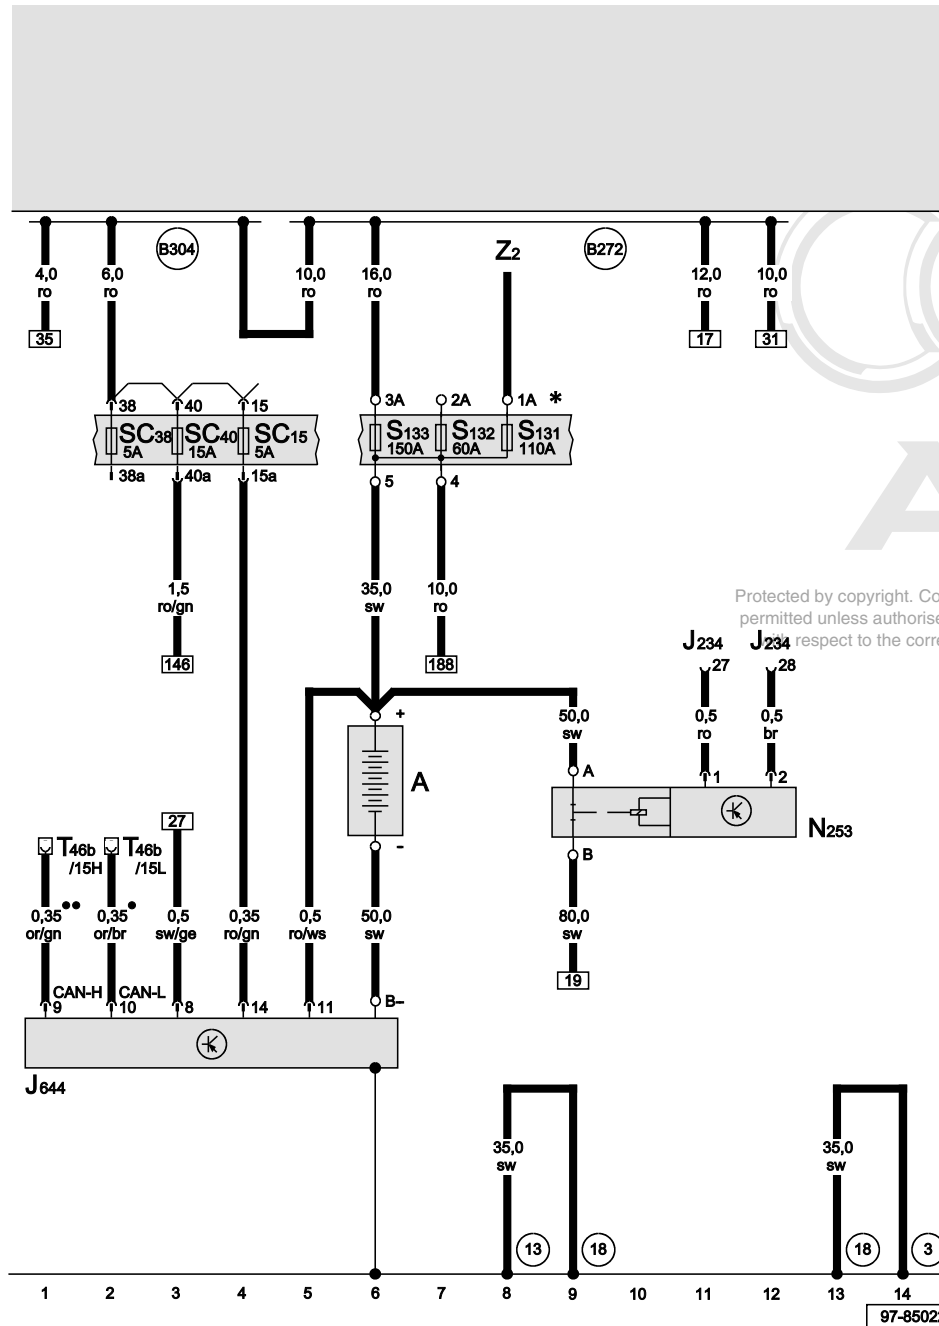 B304
Z2
B272
4,0
ro
6,0
ro
10,0
ro
16,0
ro
12,0
ro
10,0
ro
35
17
31
38
40
15
3A
2A
1A *
SC38
5A
SC40
15A
SC15
5A
S133
150A
S132
60A
S131
110A
38a
40a
15a
5
4
1,5
ro/gn
35,0
sw
10,0
ro
Protected by copyright.
permitted unless
respect to the
J234
J234
146
188
27
28
+
50,0
sw
0,5
ro
0,5
br
A
1
2
A
27
N253
T46b
/15H
T46b
/15L
-
B
0,35
or/gn
0,35
or/br
0,5
sw/ge
0,35
ro/gn
0,5
ro/ws
50,0
sw
80,0
sw
19
CAN-H
CAN-L
9
10
8
14
11
B–
J644
35,0
sw
35,0
sw
13
18
18
3
1 2 3 4 5 6 7 8 9 10 11 12 13 14